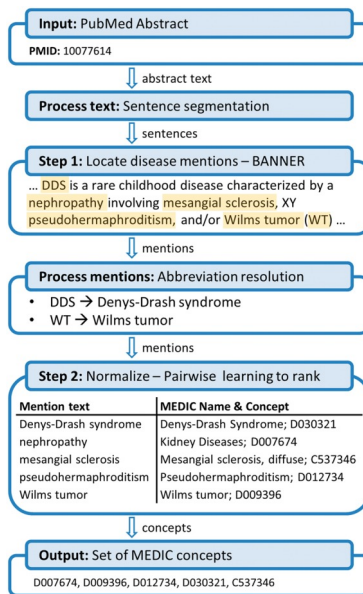 Input: PubMed Abstract
PMID: 10077614
abstract text
Process text: Sentence segmentation
sentences
Step 1: Locate disease mentions – BANNER
... DDS is a rare childhood disease characterized by a
nephropathy involving mesangial sclerosis, XY
pseudohermaphroditism, and/or Wilms tumor (WT) ...
mentions
Process mentions: Abbreviation resolution
• DDS → Denys-Drash syndrome
• WT → Wilms tumor
mentions
Step 2: Normalize – Pairwise learning to rank
Mention text MEDIC Name & Concept
Denys-Drash syndrome Denys-Drash Syndrome; D030321
nephropathy Kidney Diseases; D007674
mesangial sclerosis Mesangial sclerosis, diffuse; C537346
pseudohermaphroditism Pseudohermaphroditism; D012734
Wilms tumor Wilms tumor; D009396
concepts
Output: Set of MEDIC concepts
D007674, D009396, D012734, D030321, C537346